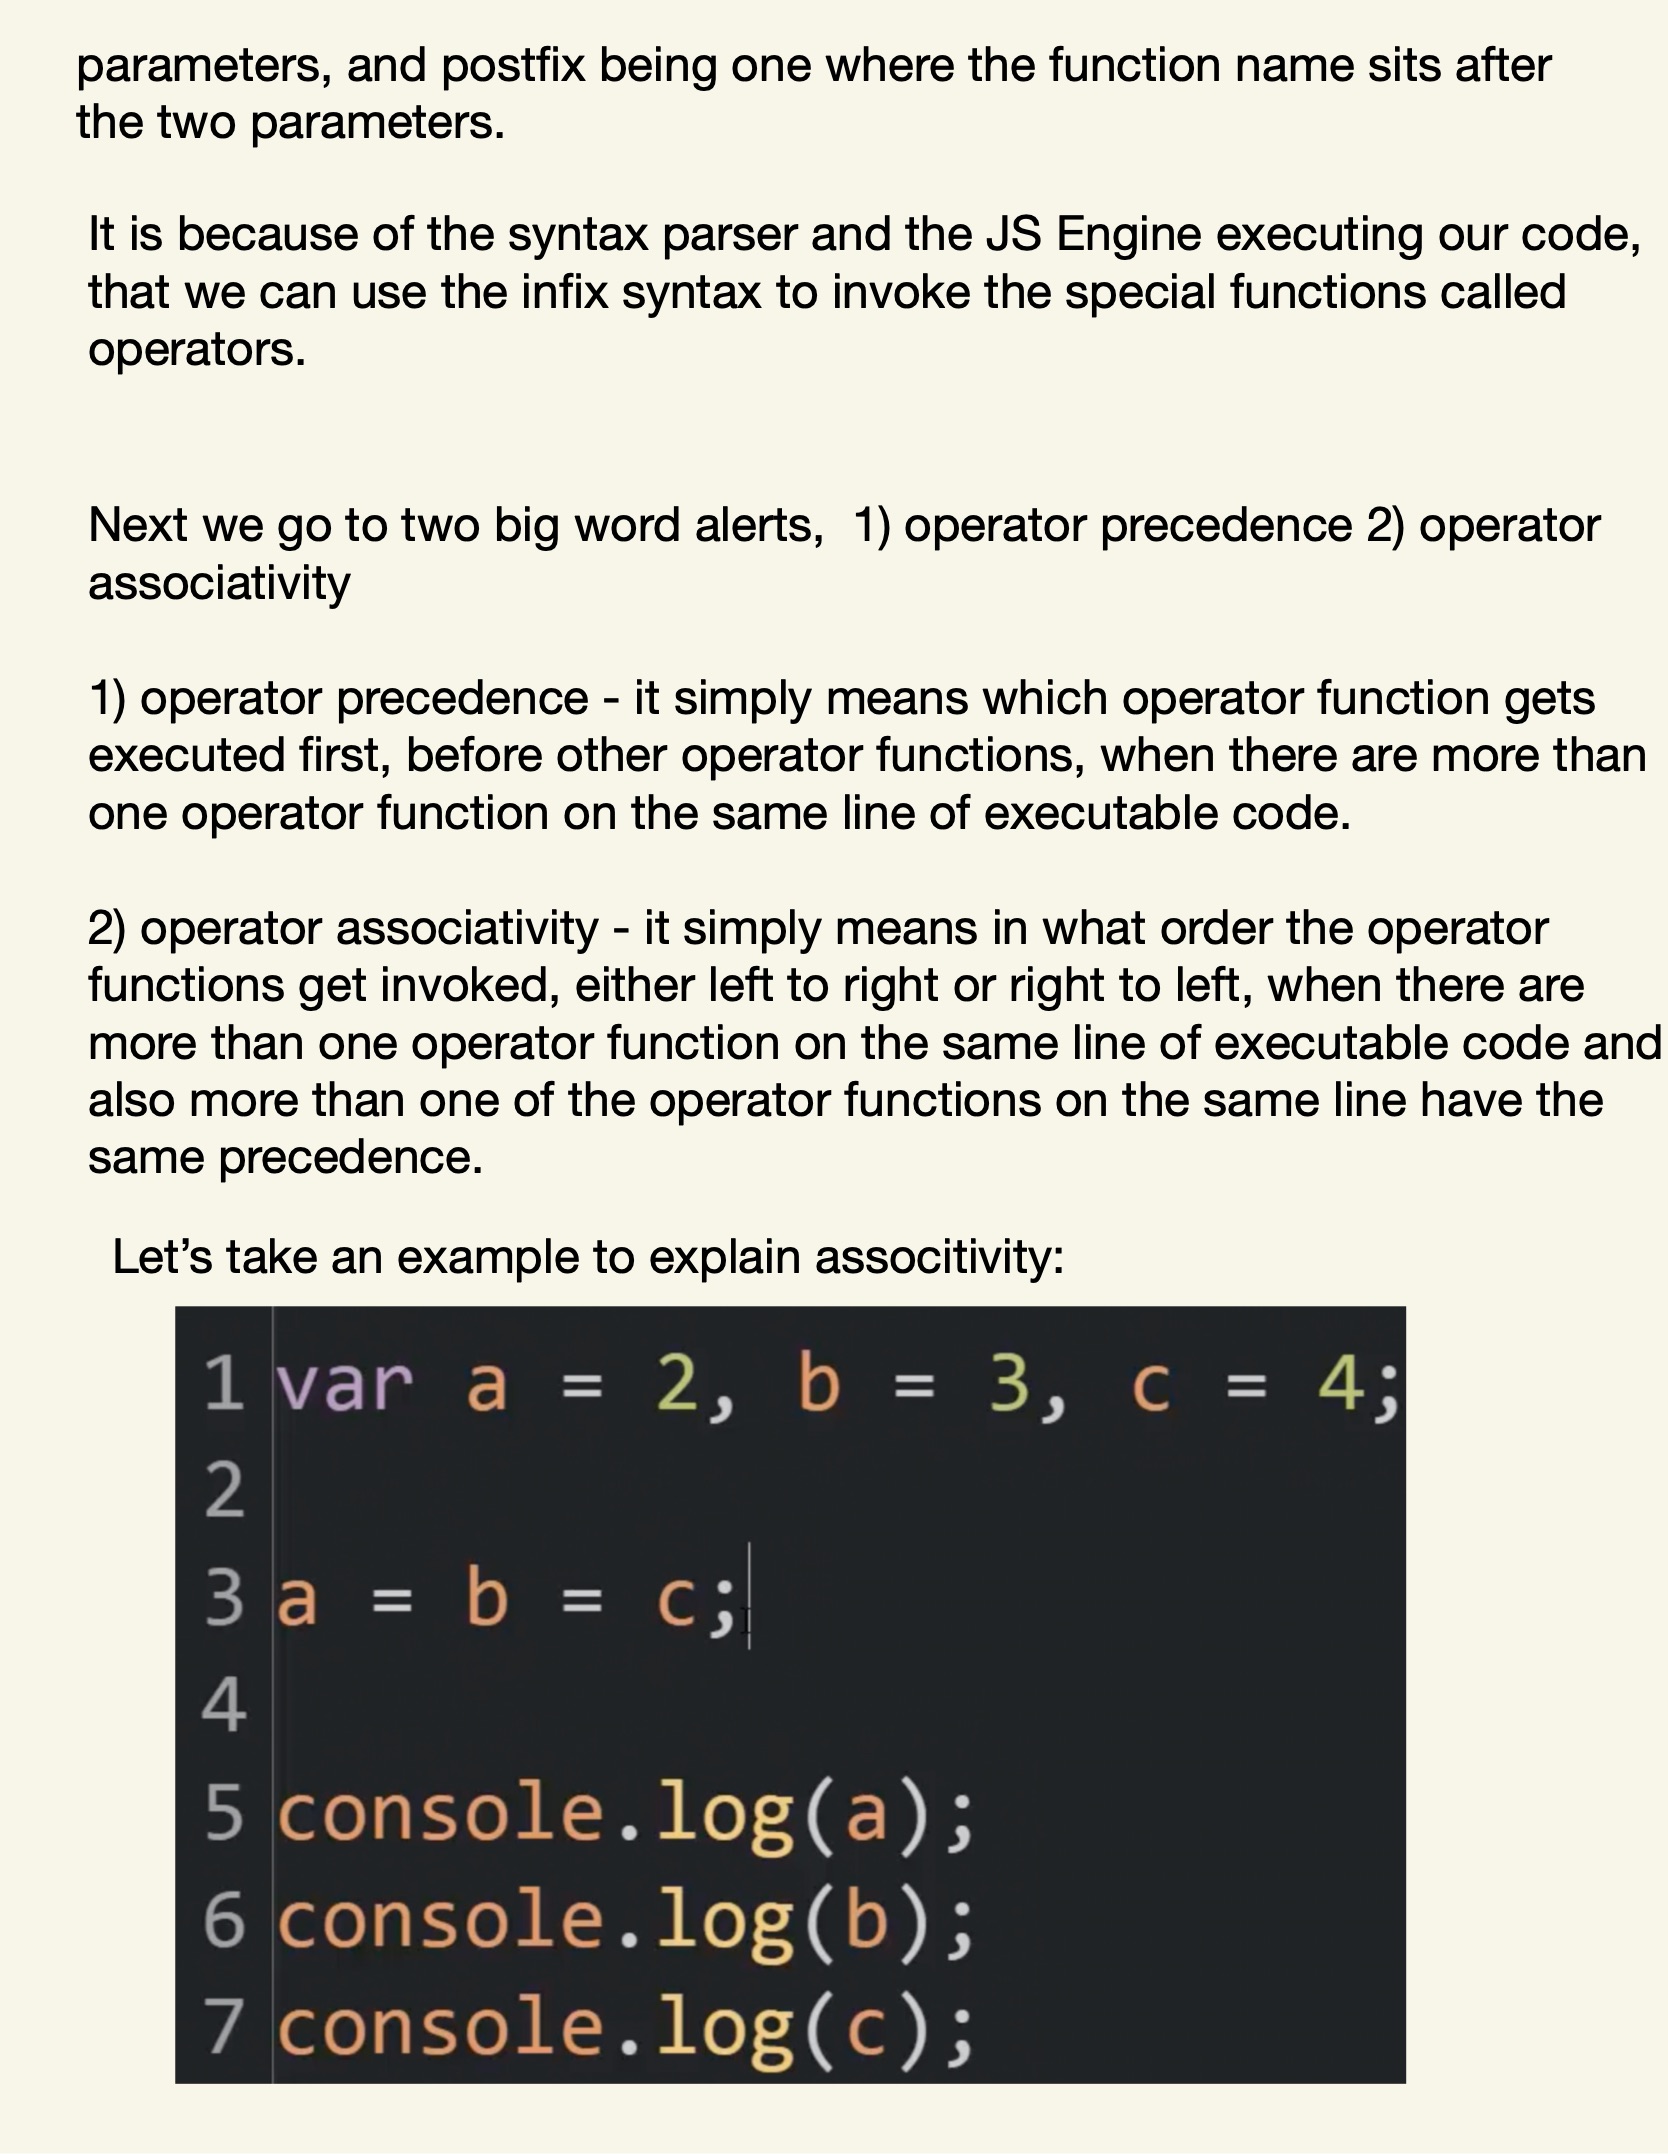 parameters, and postfix being one where the function name sits after
the two parameters.
It is because of the syntax parser and the JS Engine executing our code,
that we can use the infix syntax to invoke the special functions called
operators.
Next we go to two big word alerts,  1) operator precedence 2) operator
associativity
1) operator precedence - it simply means which operator function gets
executed first, before other operator functions, when there are more than
one operator function on the same line of executable code.
2) operator associativity - it simply means in what order the operator
functions get invoked, either left to right or right to left, when there are
more than one operator function on the same line of executable code and
also more than one of the operator functions on the same line have the
same precedence.
Let’s take an example to explain associtivity:
1 var a = 2, b = 3, c = 4;
2
3 a = b = c;
4
5 console.log(a);
6 console.log(b);
7 console.log(c);